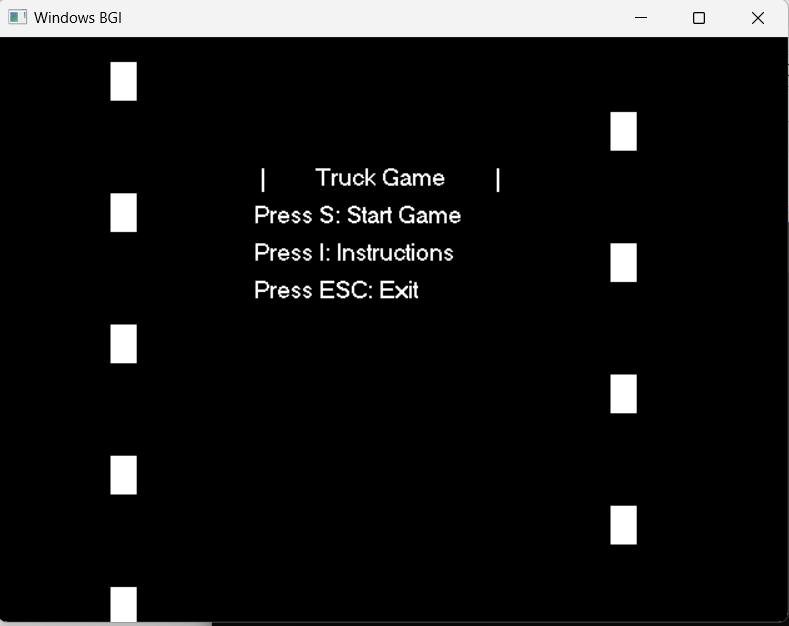 Windows BGI
| Truck Game |
Press S: Start Game
Press I: Instructions
Press ESC: Exit